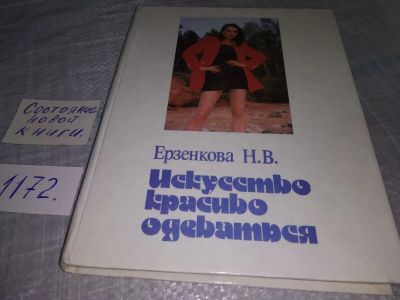 Состояние
новой
книги.
1172.
Ерзенкова Н.В.
Искусство
красиво
одеваться